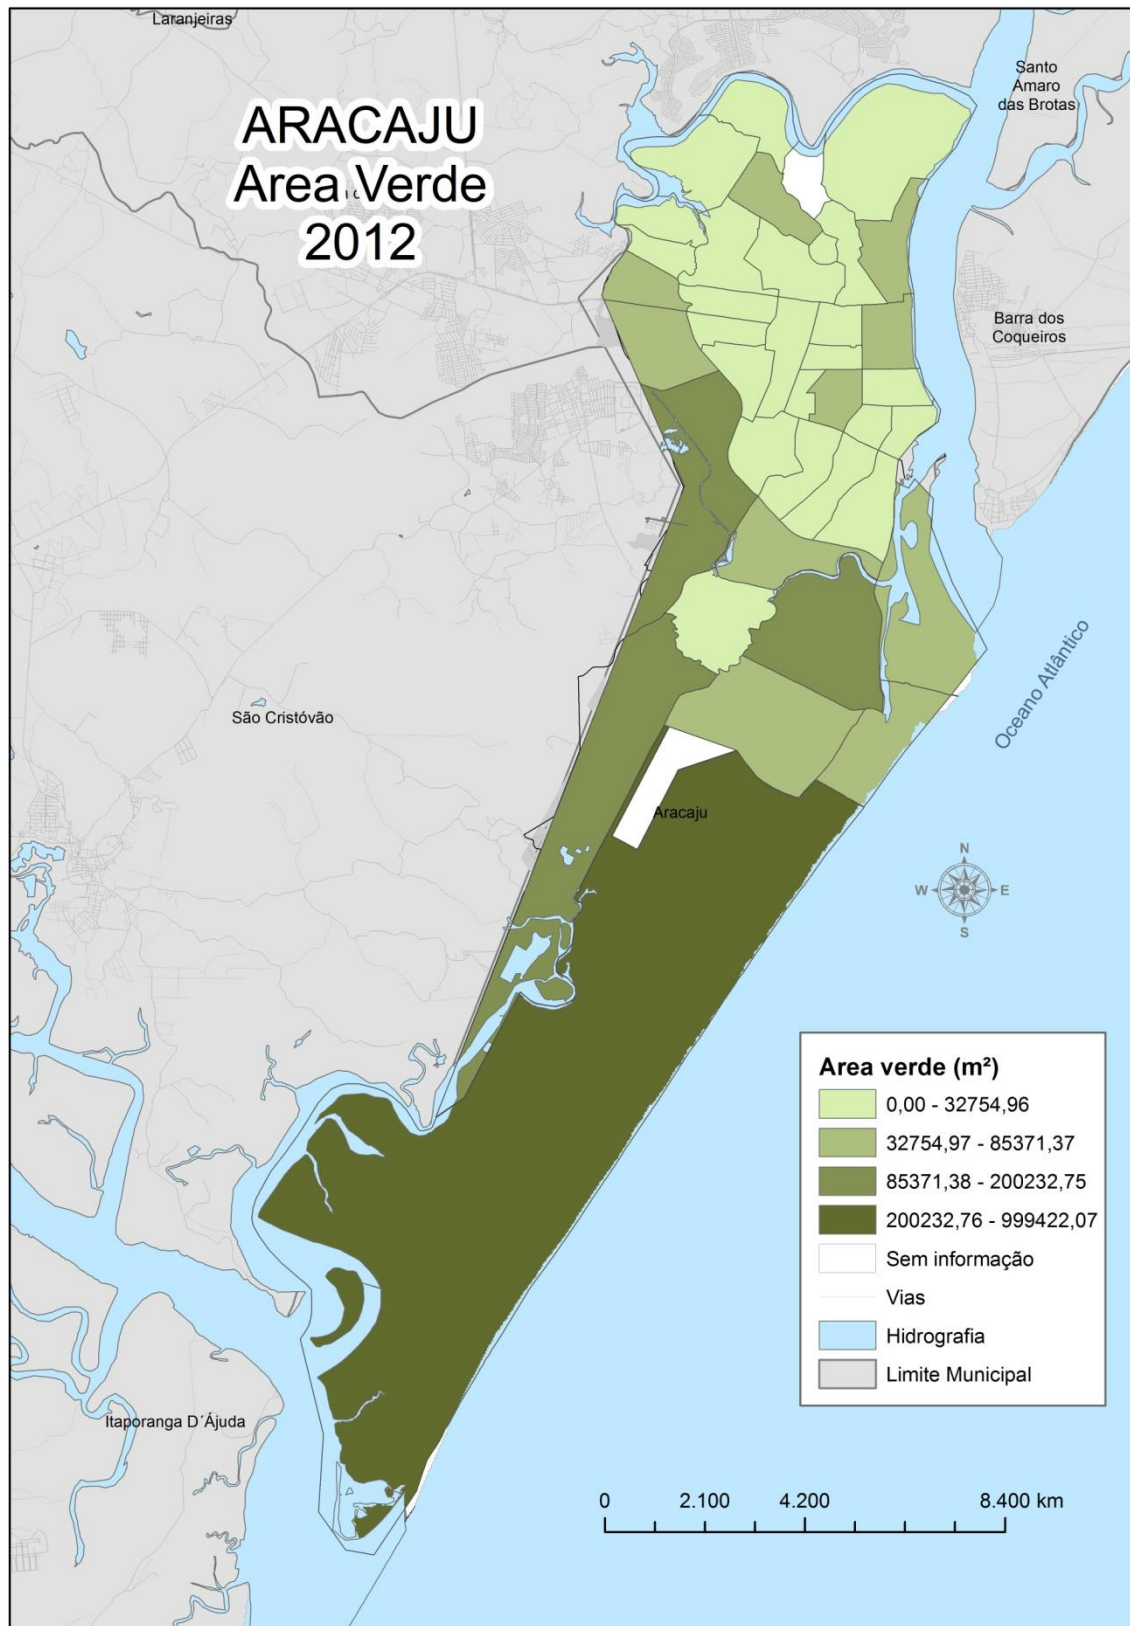 Laranjeiras
ARACAJU
Area Verde
2012
Santo
Amaro
das Brotas
Barra dos
Coqueiros
Oceano Atlântico
São Cristóvão
Aracaju
N
W
E
S
Area verde (m²)
0,00 - 32754,96
32754,97 - 85371,37
85371,38 - 200232,75
200232,76 - 999422,07
Sem informação
Vias
Hidrografia
Limite Municipal
Itaporanga D´Ájuda
0 2.100 4.200 8.400 km